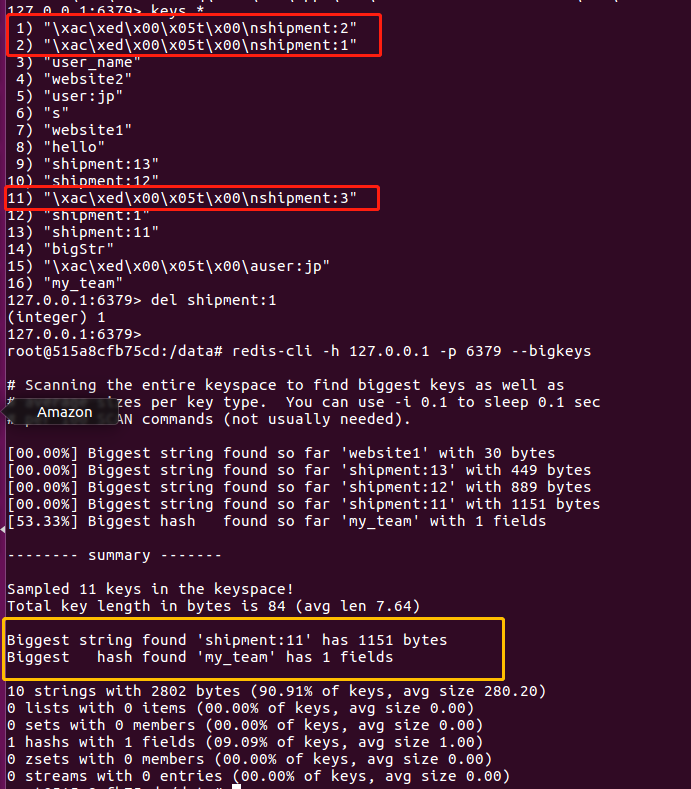 127.0.0.1:6379> keys *
1) "\xac\xed\x00\x05t\x00\nshipment:2"
2) "\xac\xed\x00\x05t\x00\nshipment:1"
3) "user_name"
4) "website2"
5) "user:jp"
6) "s"
7) "website1"
8) "hello"
9) "shipment:13"
10) "shipment:12"
11) "\xac\xed\x00\x05t\x00\nshipment:3"
12) "shipment:1"
13) "shipment:11"
14) "bigStr"
15) "\xac\xed\x00\x05t\x00\auser:jp"
16) "my_team"
127.0.0.1:6379> del shipment:1
(integer) 1
127.0.0.1:6379>
root@515a8cfb75cd:/data# redis-cli -h 127.0.0.1 -p 6379 --bigkeys
# Scanning the entire keyspace to find biggest keys as well as
sizes per key type.  You can use -i 0.1 to sleep 0.1 sec
Amazon
SCAN commands (not usually needed).
[00.00%] Biggest string found so far 'website1' with 30 bytes
[00.00%] Biggest string found so far 'shipment:13' with 449 bytes
[00.00%] Biggest string found so far 'shipment:12' with 889 bytes
[00.00%] Biggest string found so far 'shipment:11' with 1151 bytes
[53.33%] Biggest hash   found so far 'my_team' with 1 fields
-------- summary -------
Sampled 11 keys in the keyspace!
Total key length in bytes is 84 (avg len 7.64)
Biggest string found 'shipment:11' has 1151 bytes
Biggest   hash found 'my_team' has 1 fields
10 strings with 2802 bytes (90.91% of keys, avg size 280.20)
0 lists with 0 items (00.00% of keys, avg size 0.00)
0 sets with 0 members (00.00% of keys, avg size 0.00)
1 hashs with 1 fields (09.09% of keys, avg size 1.00)
0 zsets with 0 members (00.00% of keys, avg size 0.00)
0 streams with 0 entries (00.00% of keys, avg size 0.00)